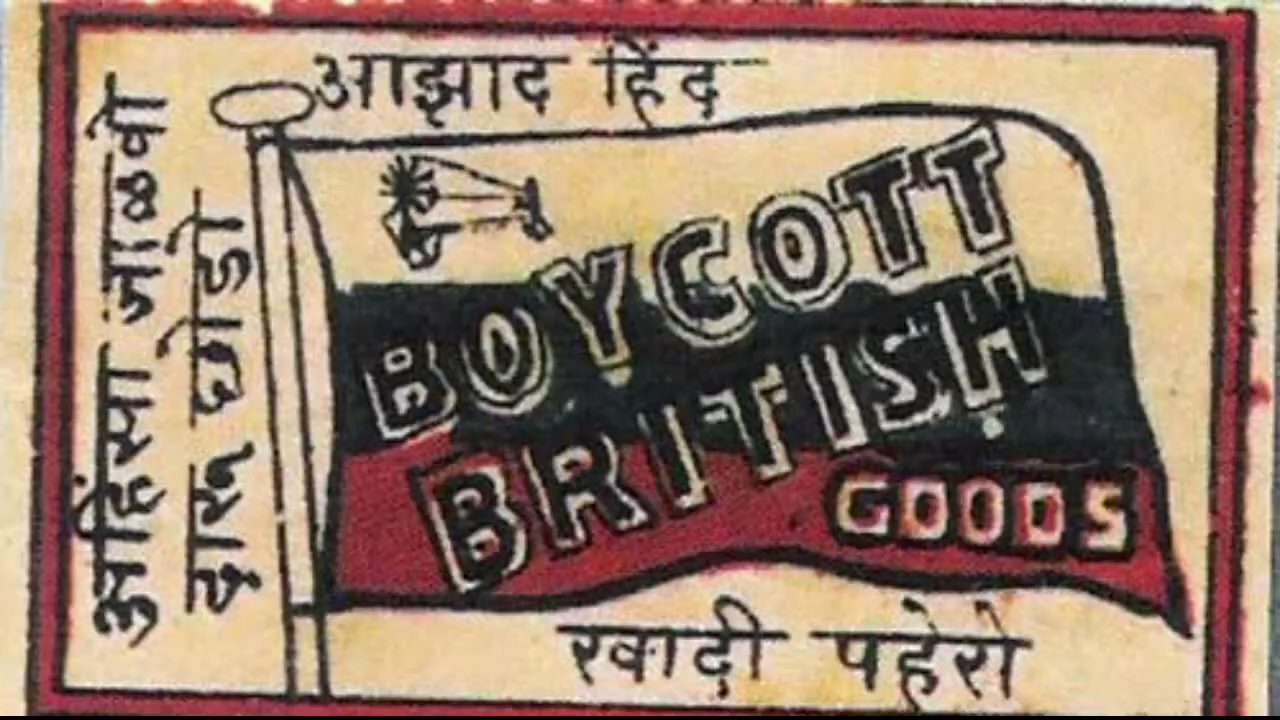 आझाद हिंद
अहिंसा जाळवो
दारू छोडो
BOYCOTT
BRITISH
GOODS
खादी पहेरो